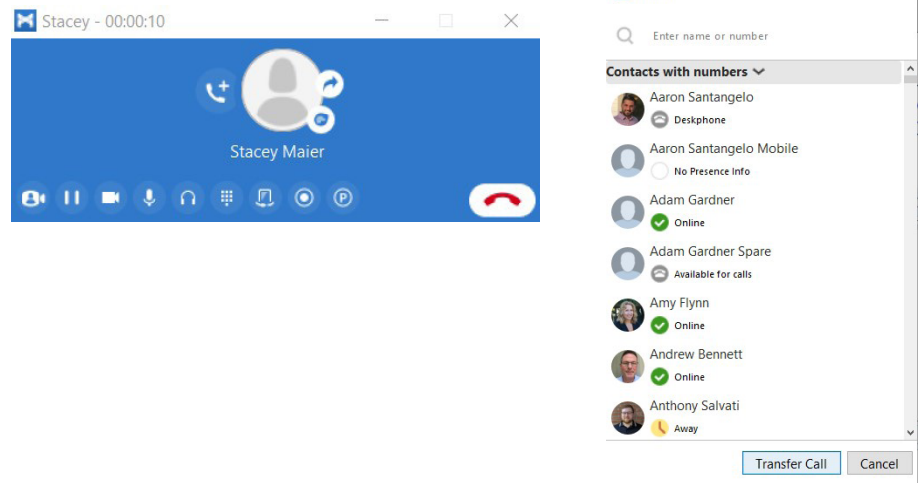 Stacey - 00:00:10
Stacey Maier
P
Enter name or number
Contacts with numbers
Aaron Santangelo
Deskphone
Aaron Santangelo Mobile
No Presence Info
Adam Gardner
Online
Adam Gardner Spare
Available for calls
Amy Flynn
Online
Andrew Bennett
Online
Anthony Salvati
Away
Transfer Call Cancel